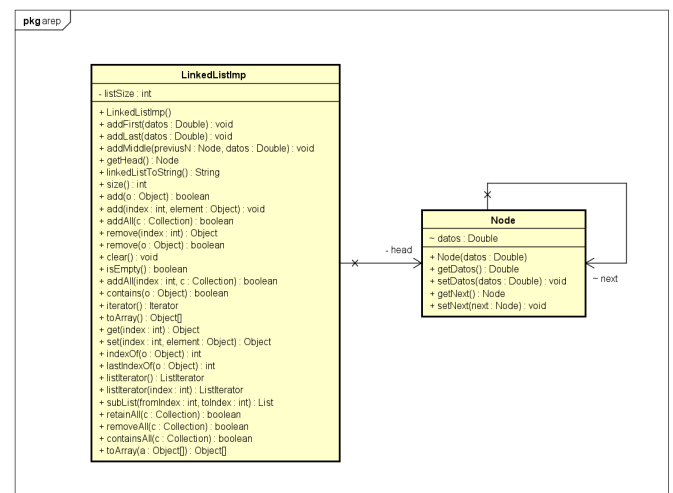 pkg arep
LinkedListImp
- listSize : int
+ LinkedListImp()
+ addFirst(datos : Double) : void
+ addLast(datos : Double) : void
+ addMiddle(previusN : Node, datos : Double) : void
+ getHead() : Node
+ linkedListToString() : String
+ size() : int
+ add(o : Object) : boolean
+ add(index : int, element : Object) : void
+ addAll(c : Collection) : boolean
+ remove(index : int) : Object
+ remove(o : Object) : boolean
+ clear() : void
+ isEmpty() : boolean
+ addAll(index : int, c : Collection) : boolean
+ contains(o : Object) : boolean
+ iterator() : Iterator
+ toArray() : Object[]
+ get(index : int) : Object
+ set(index : int, element : Object) : Object
+ indexOf(o : Object) : int
+ lastIndexOf(o : Object) : int
+ listIterator() : ListIterator
+ listIterator(index : int) : ListIterator
+ subList(fromIndex : int, toIndex : int) : List
+ retainAll(c : Collection) : boolean
+ removeAll(c : Collection) : boolean
+ containsAll(c : Collection) : boolean
+ toArray(a : Object[]) : Object[]
- head
Node
~ datos : Double
+ Node(datos : Double)
+ getDatos() : Double
+ setDatos(datos : Double) : void
+ getNext() : Node
+ setNext(next : Node) : void
~ next